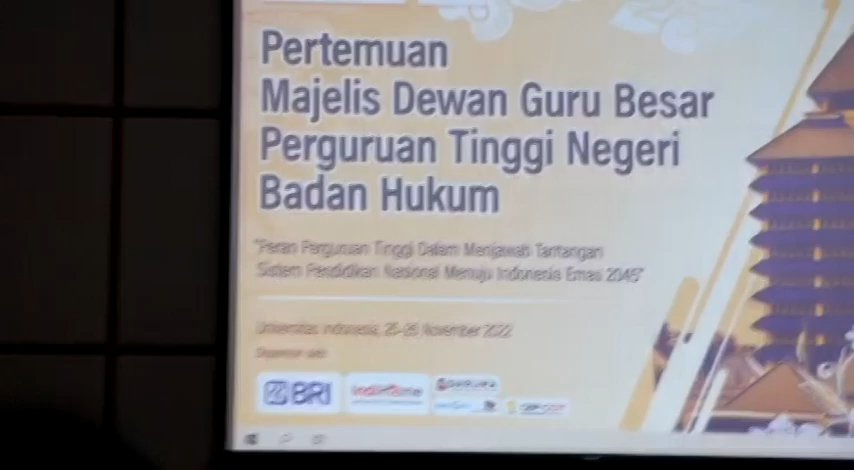 Pertemuan
Majelis Dewan Guru Besar
Perguruan Tinggi Negeri
Badan Hukum
"Peran Perguruan Tinggi Dalam Menjawab Tantangan
Sistem Pendidikan Nasional Menuju Indonesia Emas 2045"
Universitas Indonesia, 25-26 November 2022
BRI
IndiHome